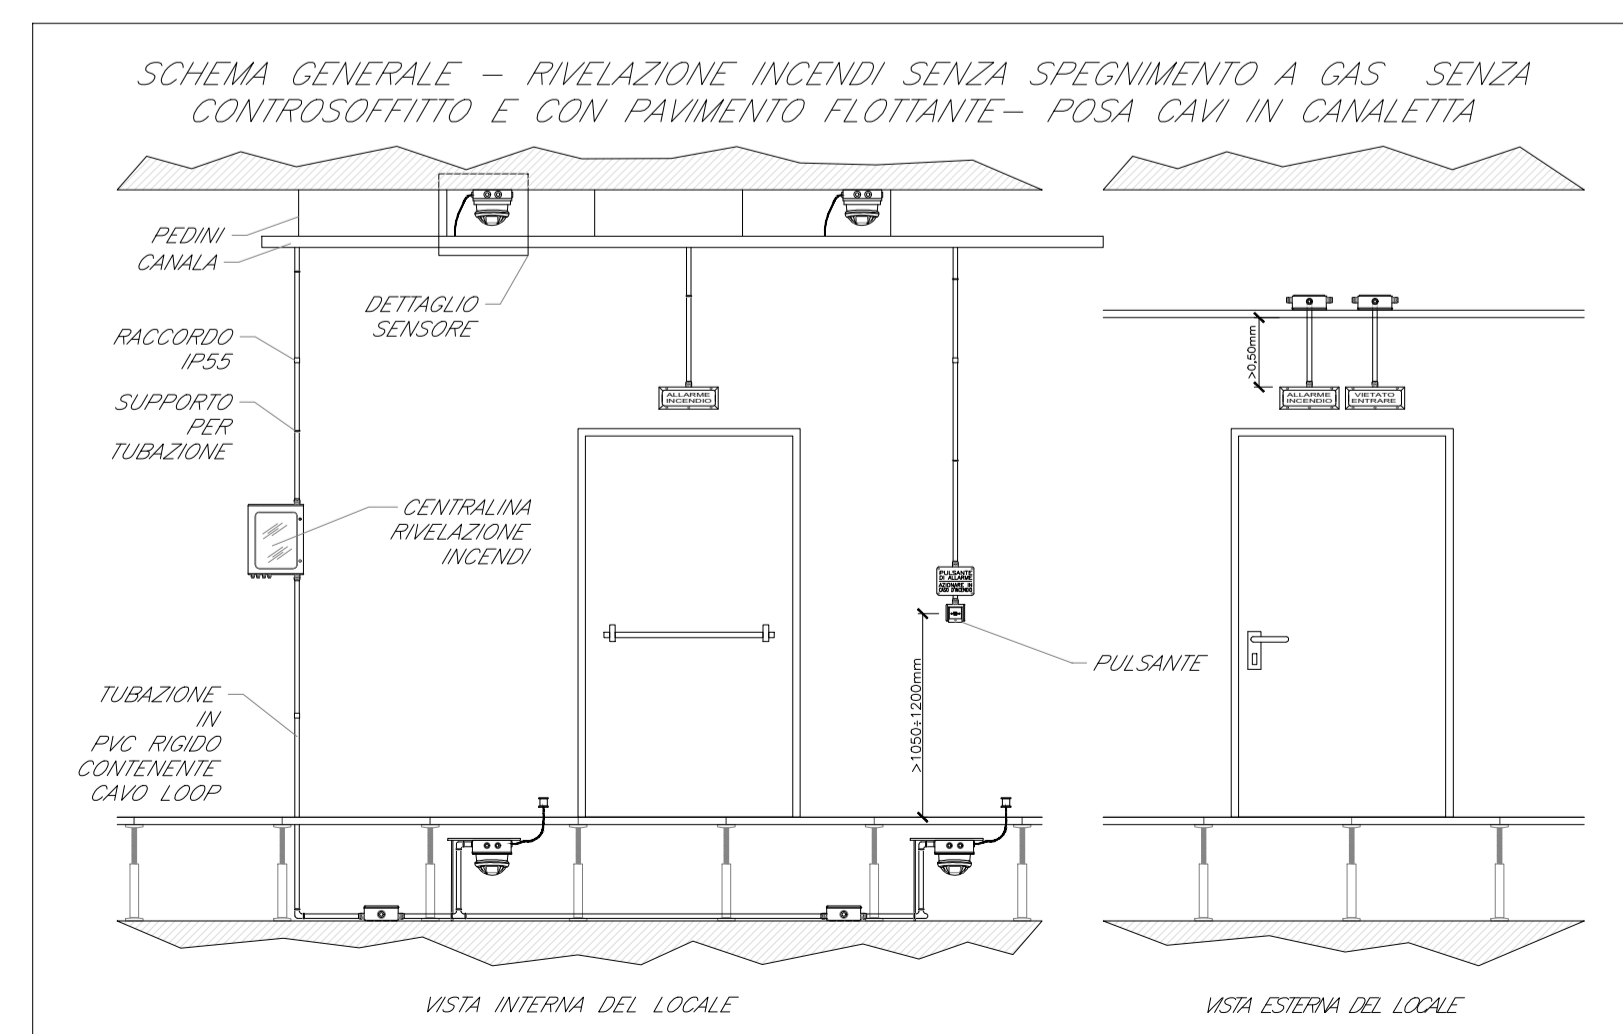 SCHEMA GENERALE – RIVELAZIONE INCENDI SENZA SPEGNIMENTO A GAS SENZA
CONTROSOFFITTO E CON PAVIMENTO FLOTTANTE– POSA CAVI IN CANALETTA
PEDINI
CANALA
DETTAGLIO
SENSORE
RACCORDO
IP55
SUPPORTO
PER
TUBAZIONE
CENTRALINA
RIVELAZIONE
INCENDI
TUBAZIONE
IN
PVC RIGIDO
CONTENENTE
CAVO LOOP
ALLARME
INCENDIO
PULSANTE
DI ALLARME
AZIONARE IN
CASO D'INCENDIO
PULSANTE
>1050÷1200mm
>0,50mm
ALLARME
INCENDIO
VIETATO
ENTRARE
VISTA INTERNA DEL LOCALE
VISTA ESTERNA DEL LOCALE